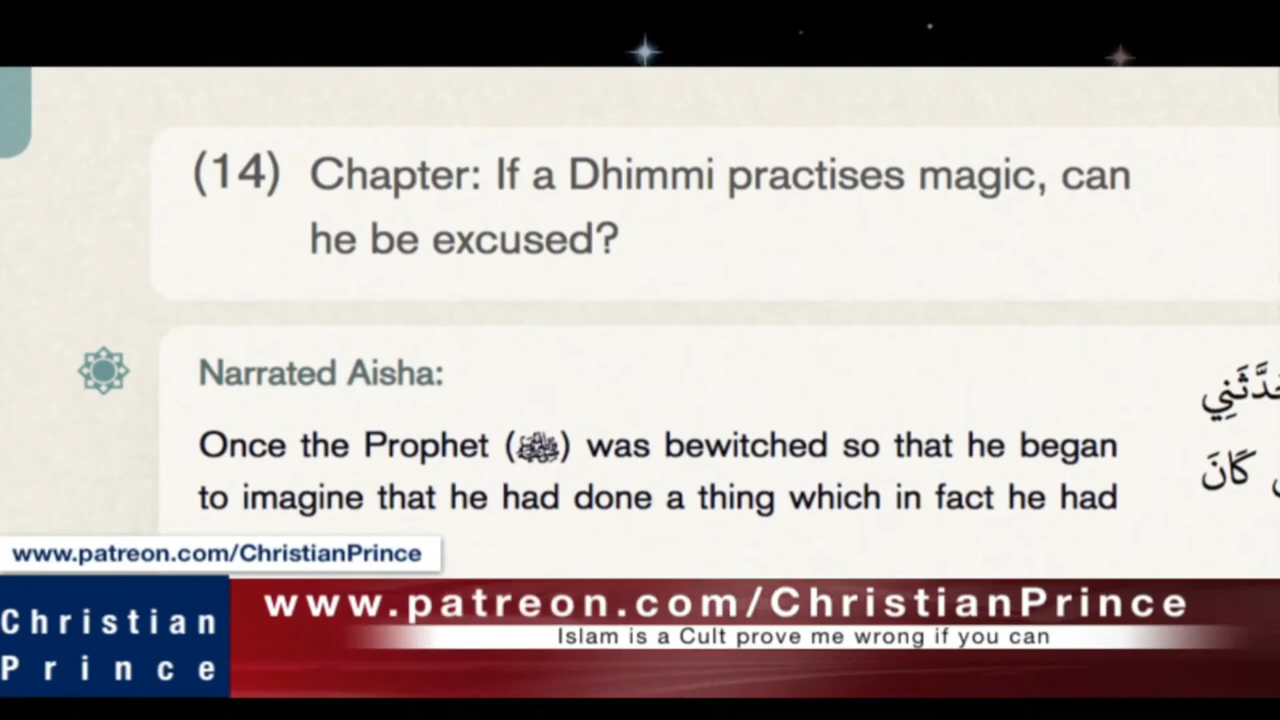 (14) Chapter: If a Dhimmi practises magic, can
he be excused?
Narrated Aisha:
Once the Prophet (ﷺ) was bewitched so that he began
to imagine that he had done a thing which in fact he had
كَانَ
www.patreon.com/ChristianPrince
Christian
Prince
www.patreon.com/ChristianPrince
Islam is a Cult prove me wrong if you can